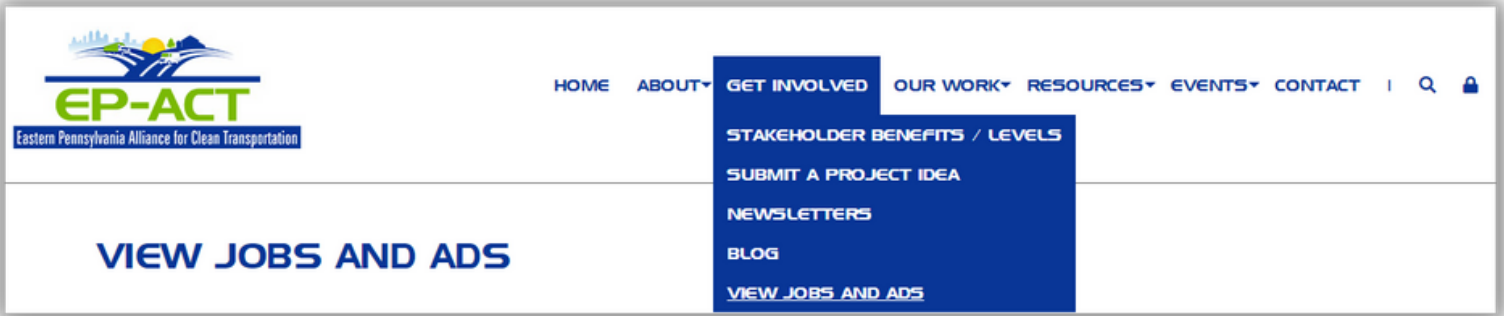 EP-ACT
Eastern Pennsylvania Alliance for Clean Transportation
HOME ABOUT GET INVOLVED OUR WORK RESOURCES EVENTS CONTACT |
STAKEHOLDER BENEFITS / LEVELS
SUBMIT A PROJECT IDEA
NEWSLETTERS
BLOG
VIEW JOBS AND ADS
VIEW JOBS AND ADS